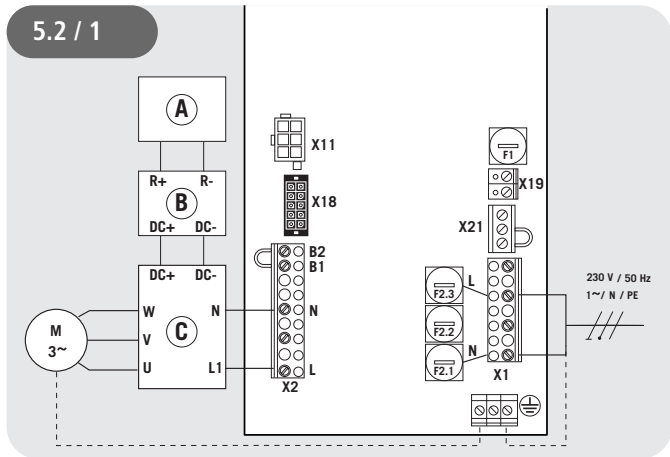 5.2 / 1
A
R+ R-
B
DC+ DC-
DC+ DC-
W
V
U
C
N
L1
M
3~
X11
X18
B2
B1
N
L
X2
F1
X19
X21
L
F2.3
F2.2
N
F2.1
X1
230 V / 50 Hz
1~/ N / PE